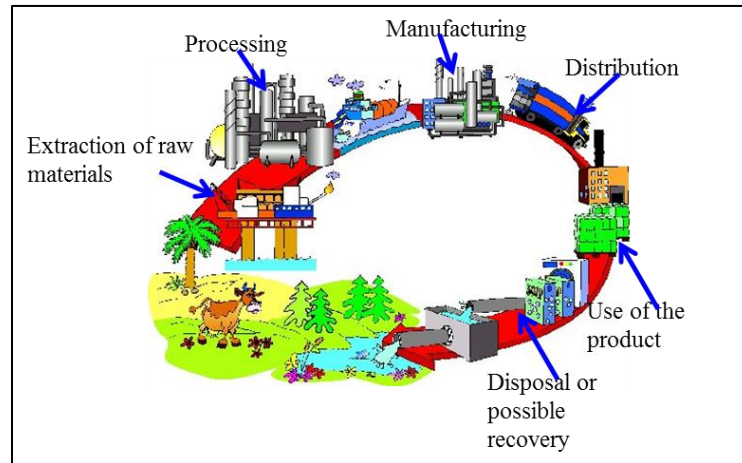 Processing
Manufacturing
Distribution
Extraction of raw
materials
Use of the
product
Disposal or
possible
recovery